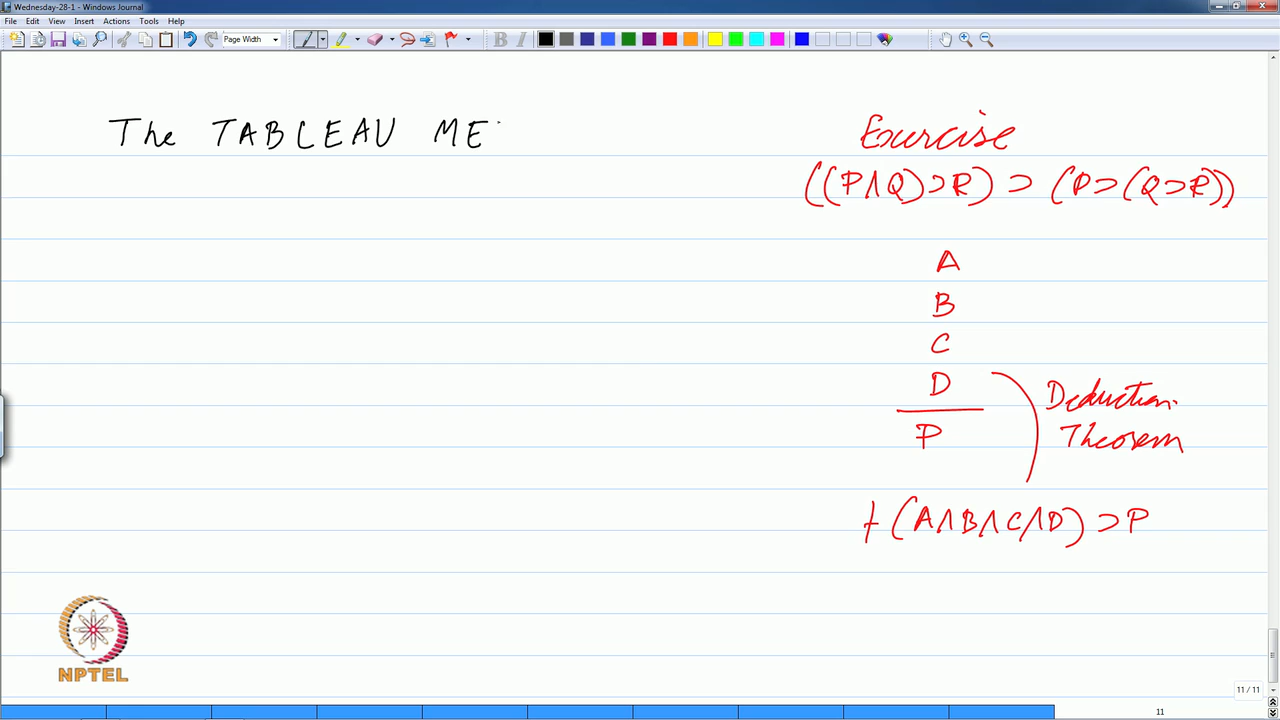 Wednesday-28-1 - Windows Journal
File Edit View Insert Actions Tools Help
Page Width
The TABLEAU ME
Exercise
((P∧Q)⊃R) ⊃ (P⊃(Q⊃R))
A
B
C
D
P
Deduction
Theorem
⊢ (A∧B∧C∧D) ⊃ P
NPTEL
11 / 11
11